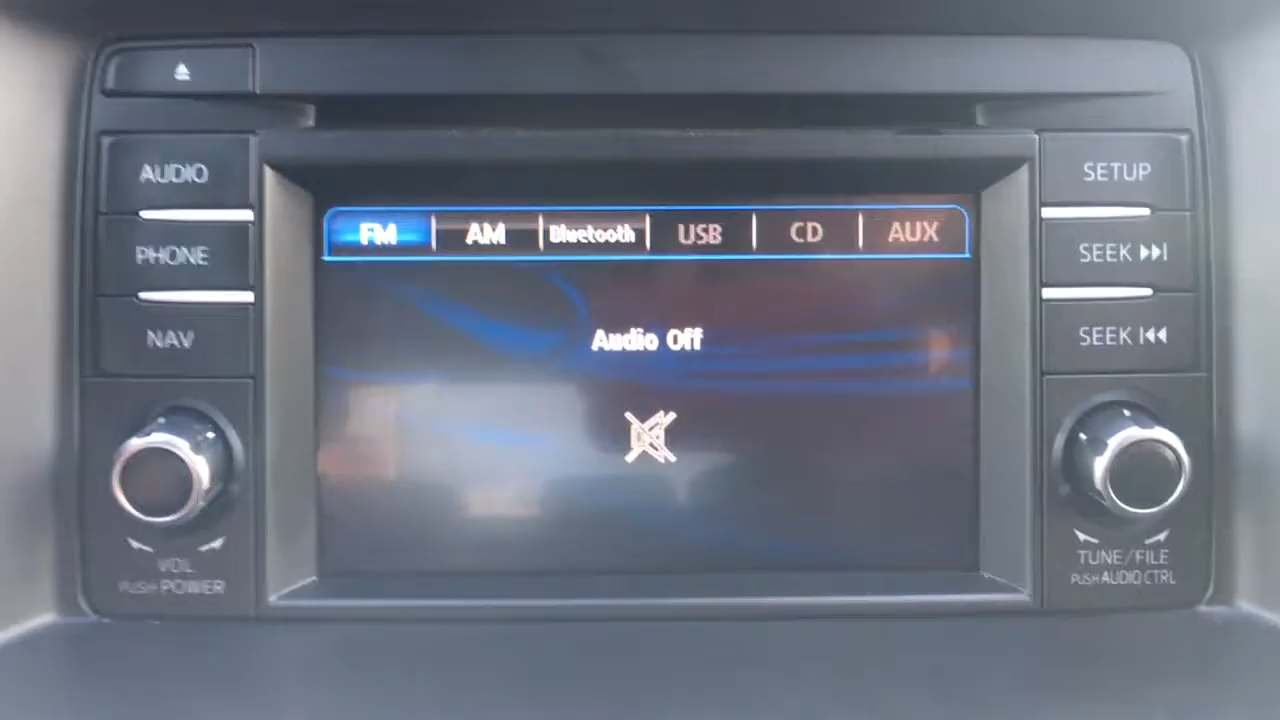 AUDIO
PHONE
NAV
VOL
PUSH POWER
FM AM Bluetooth USB CD AUX
Audio Off
SETUP
SEEK
SEEK
TUNE/FILE
PUSH AUDIO CTRL